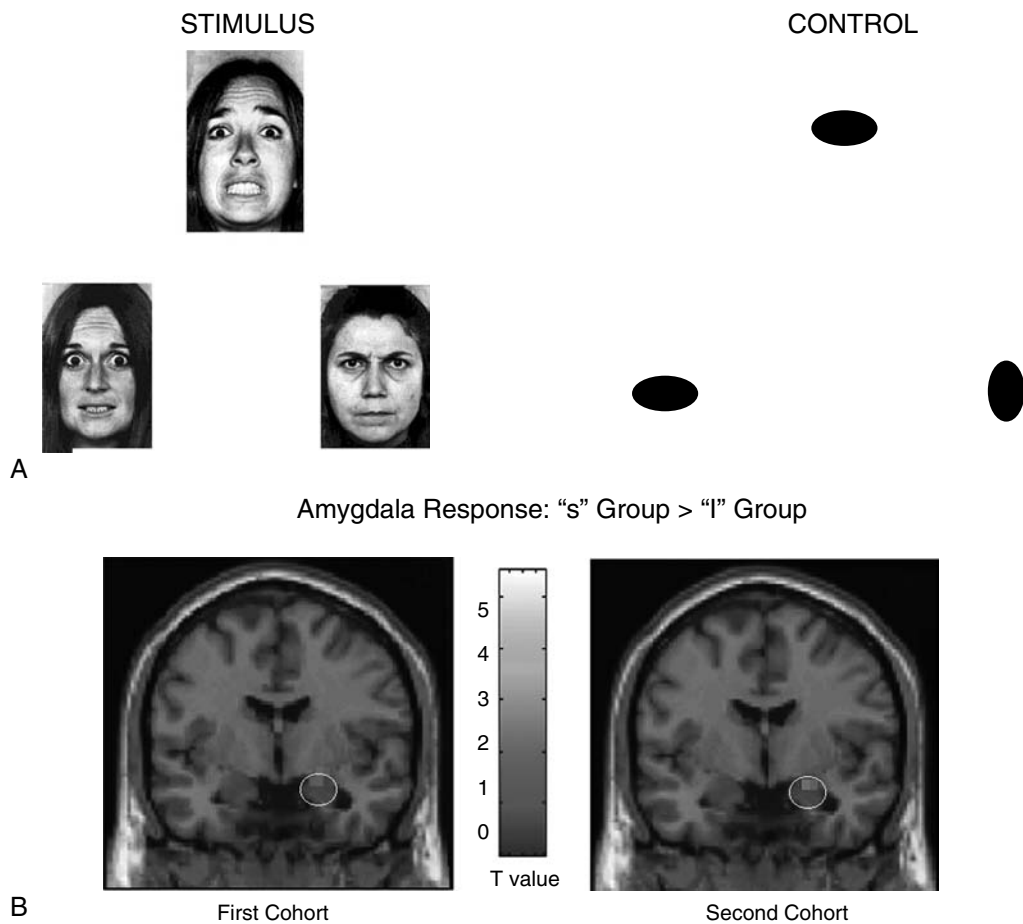 STIMULUS
CONTROL
A
Amygdala Response: “s” Group > “l” Group
5
4
3
2
1
0
T value
B
First Cohort
Second Cohort